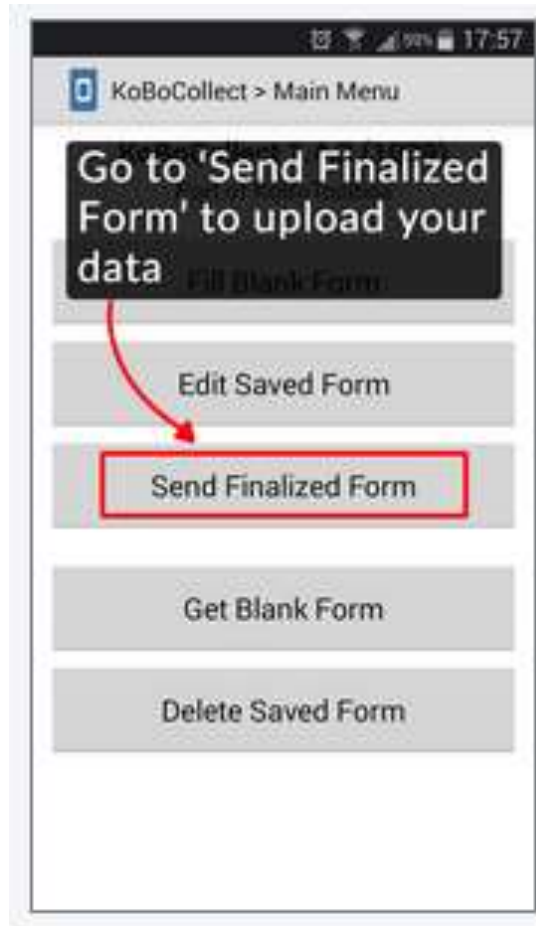 17:57
KoBoCollect > Main Menu
Go to 'Send Finalized
Form' to upload your
data
Fill Blank Form
Edit Saved Form
Send Finalized Form
Get Blank Form
Delete Saved Form